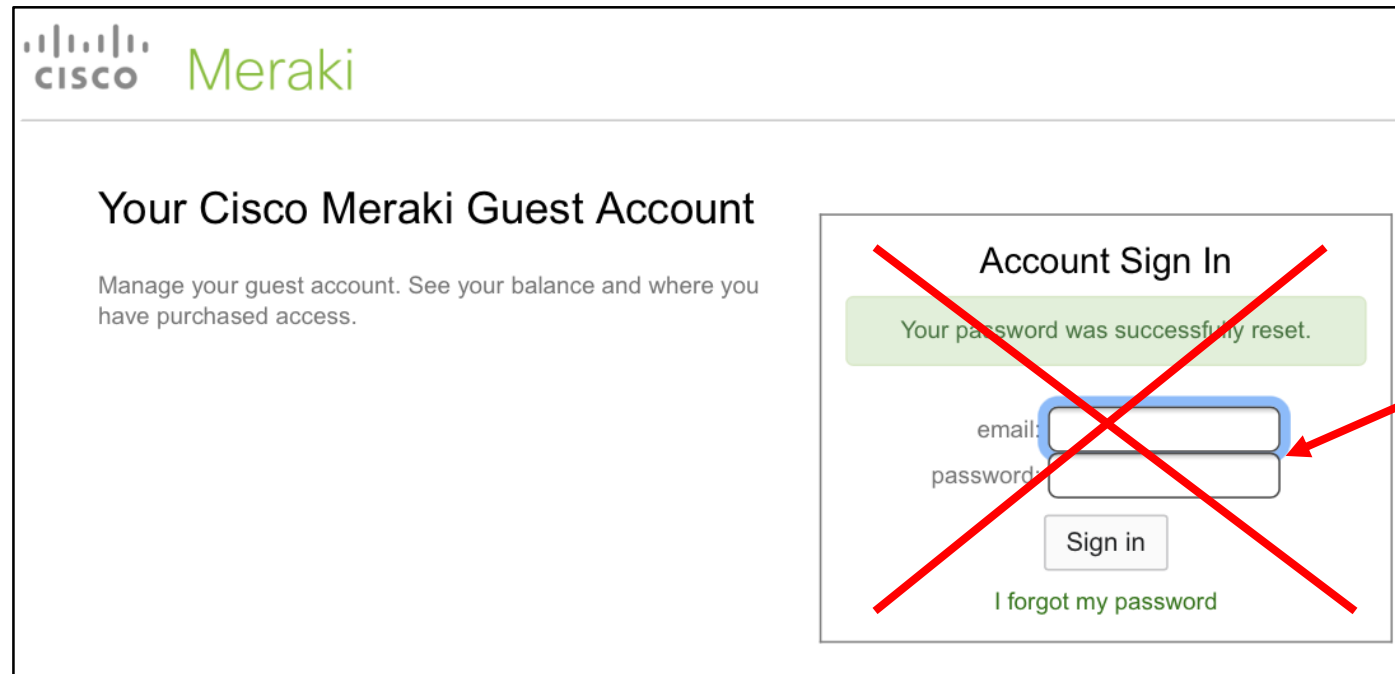 CISCO Meraki
Your Cisco Meraki Guest Account
Manage your guest account. See your balance and where you
have purchased access.
Account Sign In
Your password was successfully reset.
email:
password:
Sign in
I forgot my password